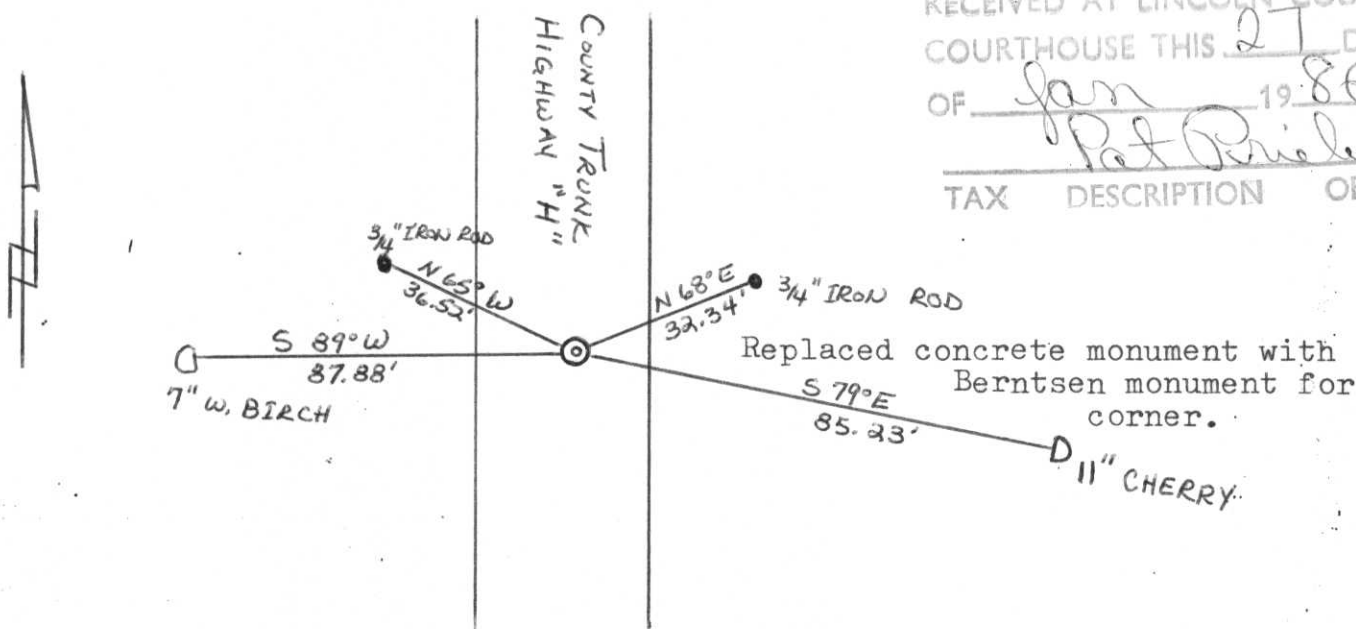 RECEIVED AT LINCOLN
COURTHOUSE THIS 27
OF Jan 19 86
Pat
TAX DESCRIPTION
COUNTY TRUNK
HIGHWAY "H"
3/4" IRON ROD
N 65° W
36.52'
N 68° E
32.34'
3/4" IRON ROD
S 89° W
87.88'
7" W. BIRCH
Replaced concrete monument with
Berntsen monument for
corner.
S 79° E
85.23'
11" CHERRY